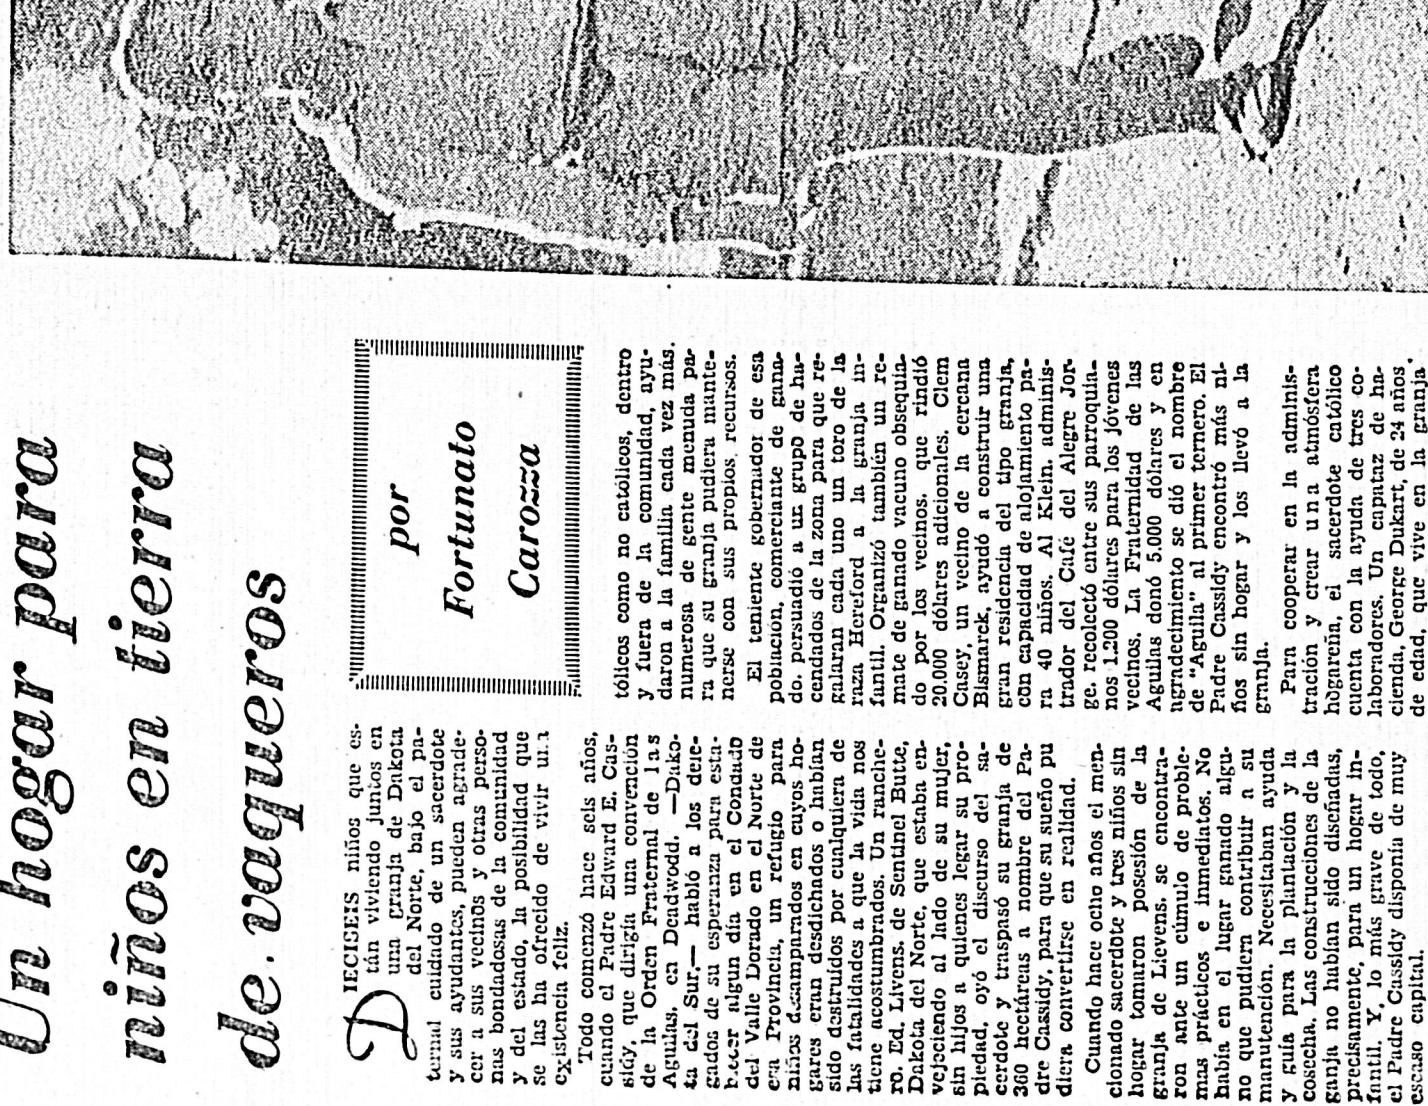 Un hogar para
niños en tierra
de vaqueros
por
Fortunato
Carozza
DIECISEIS niños que es-
tán viviendo juntos en
una granja de Dakota
del Norte, bajo el pa-
ternal cuidado de un sacerdote
y sus ayudantes, pueden agrade-
cer a sus vecinos y otras perso-
nas bondadosas de la comunidad
y del estado, la posibilidad que
se las ha ofrecido de vivir una
existencia feliz.
Todo comenzó hace seis años,
cuando el Padre Edward E. Cas-
sidy, que dirigía una convención
de la Orden Fraternal de las
Aguilas, en Deadwodd. —Dako-
ta del Sur,— habló a los dele-
gados de su esperanza para esta-
blecer algun día en el Condado
del Valle Dorado en el Norte de
esa Provincia, un refugio para
niños desamparados en cuyos ho-
gares eran desdichados o habían
sido destruídos por cualquiera de
las fatalidades a que la vida nos
tiene acostumbrados. Un ranche-
ro. Ed. Livens. de Sentinel Butte,
Dakota del Norte, que estaba en-
vejeciendo al lado de su mujer,
sin hijos a quienes legar su pro-
piedad, oyó el discurso del sa-
cerdote y traspasó su granja de
360 hectáreas a nombre del Pa-
dre Cassidy, para que su sueño pu
diera convertirse en realidad.
Cuando hace ocho años el men-
cionado sacerdote y tres niños sin
hogar tomaron posesión de la
granja de Lievens. se encontra-
ron ante un cúmulo de proble-
mas prácticos e inmediatos. No
había en el lugar ganado algu-
no que pudiera contribuir a su
manutención. Necesitaban ayuda
y guía para la plantación y la
cosecha. Las construcciones de la
ganja no habían sido diseñadas,
precisamente, para un hogar in-
fantil. Y, lo más grave de todo,
el Padre Cassidy disponía de muy
escaso capital.
tólicos como no católicos, dentro
y fuera de la comunidad, ayu-
daron a la familia cada vez más.
numerosa de gente menuda pa-
ra que su granja pudiera mante-
nerse con sus propios recursos.
El teniente gobernador de esa
población, comerciante de gana-
do. persuadió a un grupo de ha-
cendados de la zona para que re-
galaran cada uno un toro de la
raza Hereford a la granja in-
fantil. Organizó también un re-
mate de ganado vacuno obsequia-
do por los vecinos. que rindió
20.000 dólares adicionales. Clem
Casey, un vecino de la cercana
Bismarck, ayudó a construir una
gran residencia del tipo granja,
con capacidad de alojamiento pa-
ra 40 niños. Al Klein. adminis-
trador del Café del Alegre Jor-
ge. recolectó entre sus parroquia-
nos 1.200 dólares para los jóvenes
vecinos. La Fraternidad de las
Aguilas donó 5.000 dólares y en
agradecimiento se dió el nombre
de "Aguila" al primer ternero. El
Padre Cassidy encontró más ni-
ños sin hogar y los llevó a la
granja.
Para cooperar en la adminis-
tración y crear una atmósfera
hogareña, el sacerdote católico
cuenta con la ayuda de tres co-
laboradores. Un capataz de ha-
cienda, George Dukart, de 24 años
de edad que vive en la granja